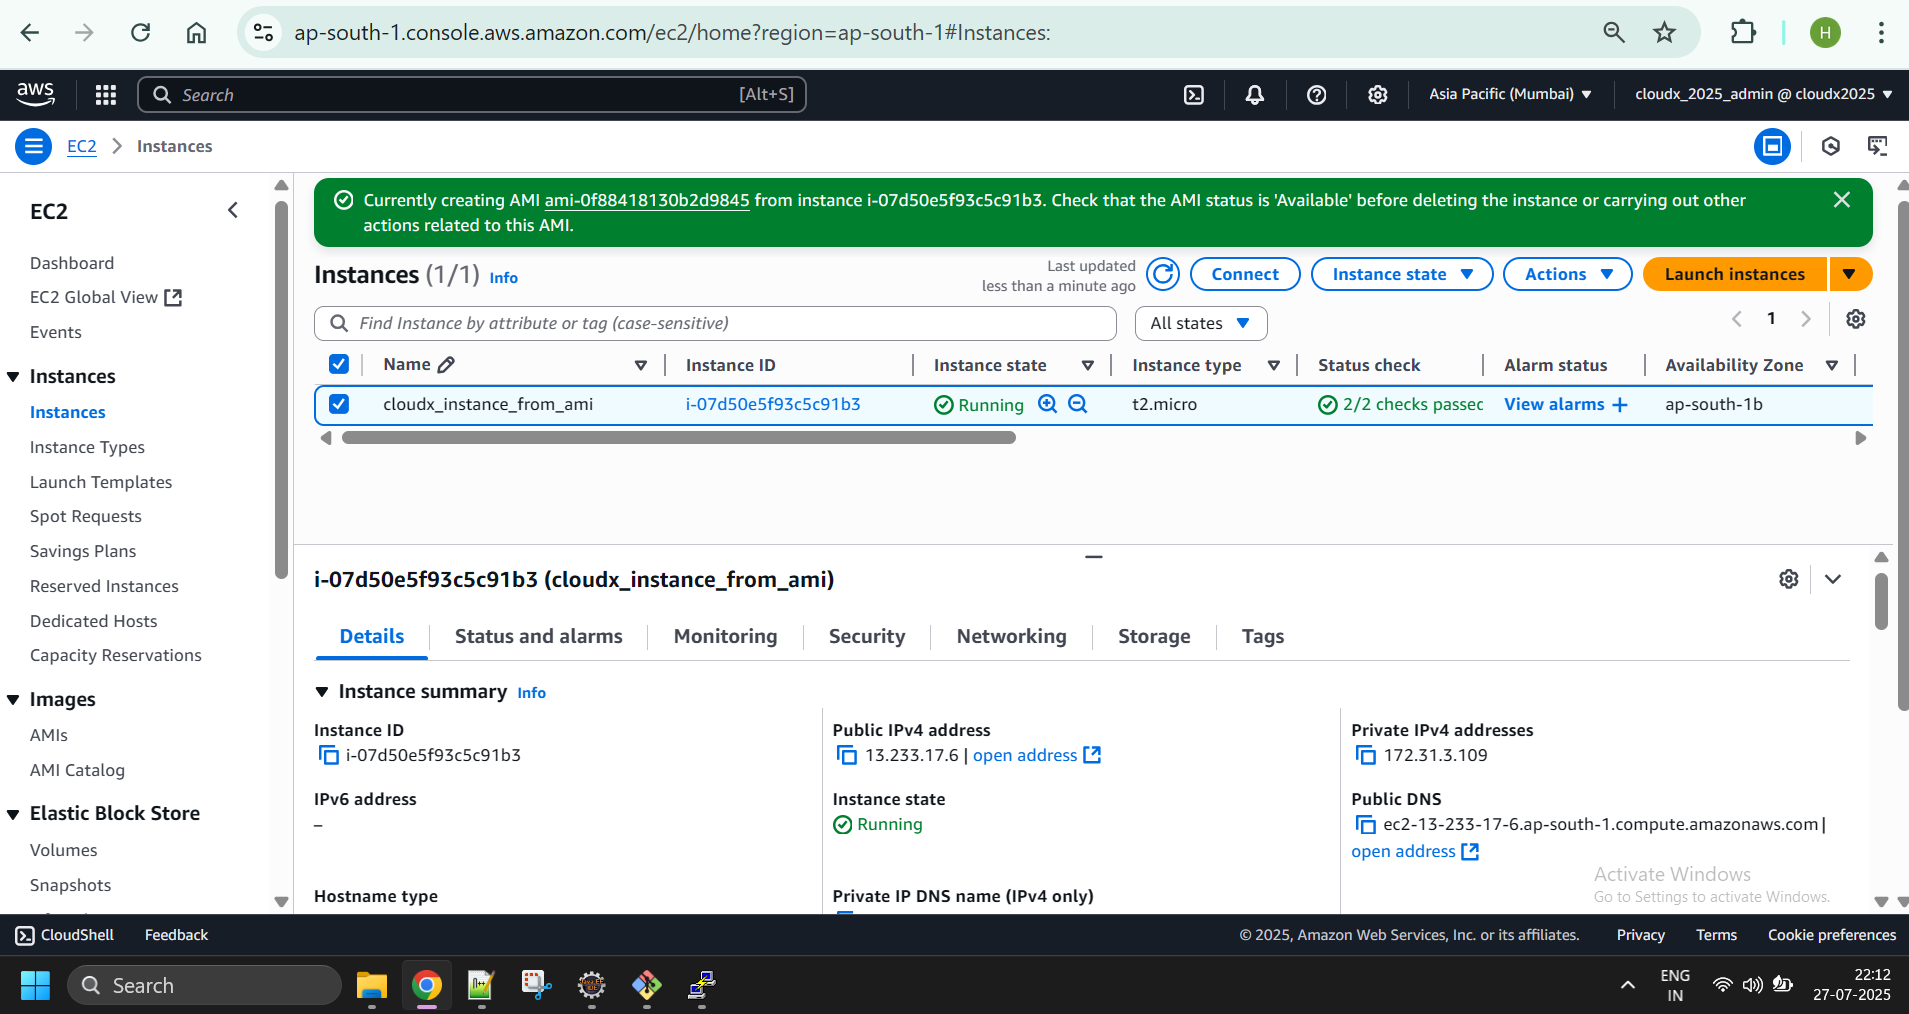 ap-south-1.console.aws.amazon.com/ec2/home?region=ap-south-1#Instances:
H
aws
Search
[Alt+S]
Asia Pacific (Mumbai)
cloudx_2025_admin @ cloudx2025
EC2
Instances
EC2
Dashboard
EC2 Global View
Events
Instances
Instances
Instance Types
Launch Templates
Spot Requests
Savings Plans
Reserved Instances
Dedicated Hosts
Capacity Reservations
Images
AMIs
AMI Catalog
Elastic Block Store
Volumes
Snapshots
Currently creating AMI ami-0f88418130b2d9845 from instance i-07d50e5f93c5c91b3. Check that the AMI status is 'Available' before deleting the instance or carrying out other
actions related to this AMI.
Instances (1/1) Info
Last updated
less than a minute ago
Connect
Instance state
Actions
Launch instances
Find Instance by attribute or tag (case-sensitive)
All states
1
Name
Instance ID
Instance state
Instance type
Status check
Alarm status
Availability Zone
cloudx_instance_from_ami
i-07d50e5f93c5c91b3
Running
t2.micro
2/2 checks passed
View alarms +
ap-south-1b
i-07d50e5f93c5c91b3 (cloudx_instance_from_ami)
Details
Status and alarms
Monitoring
Security
Networking
Storage
Tags
Instance summary Info
Instance ID
i-07d50e5f93c5c91b3
Public IPv4 address
13.233.17.6 | open address
Private IPv4 addresses
172.31.3.109
IPv6 address
–
Instance state
Running
Public DNS
ec2-13-233-17-6.ap-south-1.compute.amazonaws.com |
open address
Hostname type
Private IP DNS name (IPv4 only)
Activate Windows
Go to Settings to activate Windows.
CloudShell
Feedback
© 2025, Amazon Web Services, Inc. or its affiliates.
Privacy
Terms
Cookie preferences
Search
ENG
IN
22:12
27-07-2025